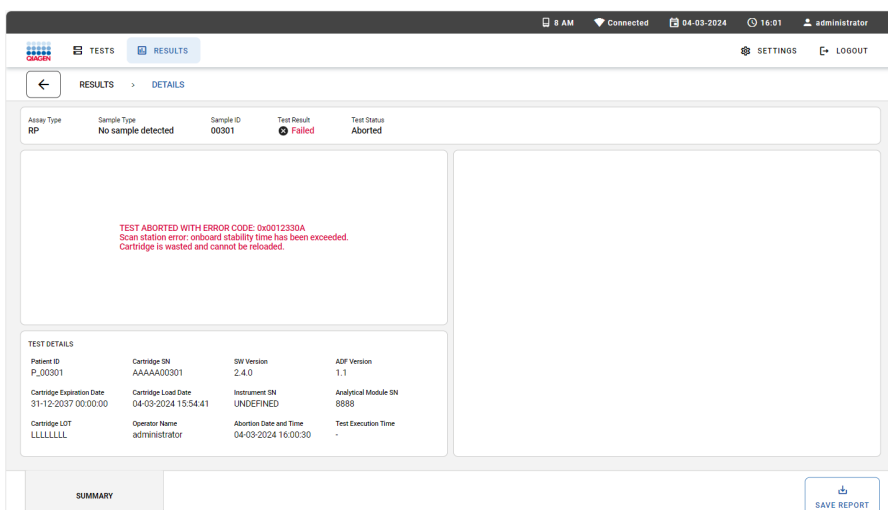 8 AM Connected 04-03-2024 16:01 administrator
QIAGEN TESTS RESULTS SETTINGS LOGOUT
RESULTS > DETAILS
Assay Type Sample Type Sample ID Test Result Test Status
RP No sample detected 00301 Failed Aborted
TEST ABORTED WITH ERROR CODE: 0x0012330A
Scan station error: onboard stability time has been exceeded.
Cartridge is wasted and cannot be reloaded.
TEST DETAILS
Patient ID Cartridge SN SW Version ADF Version
P_00301 AAAAA00301 2.4.0 1.1
Cartridge Expiration Date Cartridge Load Date Instrument SN Analytical Module SN
31-12-2037 00:00:00 04-03-2024 15:54:41 UNDEFINED 8888
Cartridge LOT Operator Name Abortion Date and Time Test Execution Time
LLLLLLLL administrator 04-03-2024 16:00:30 -
SUMMARY
SAVE REPORT